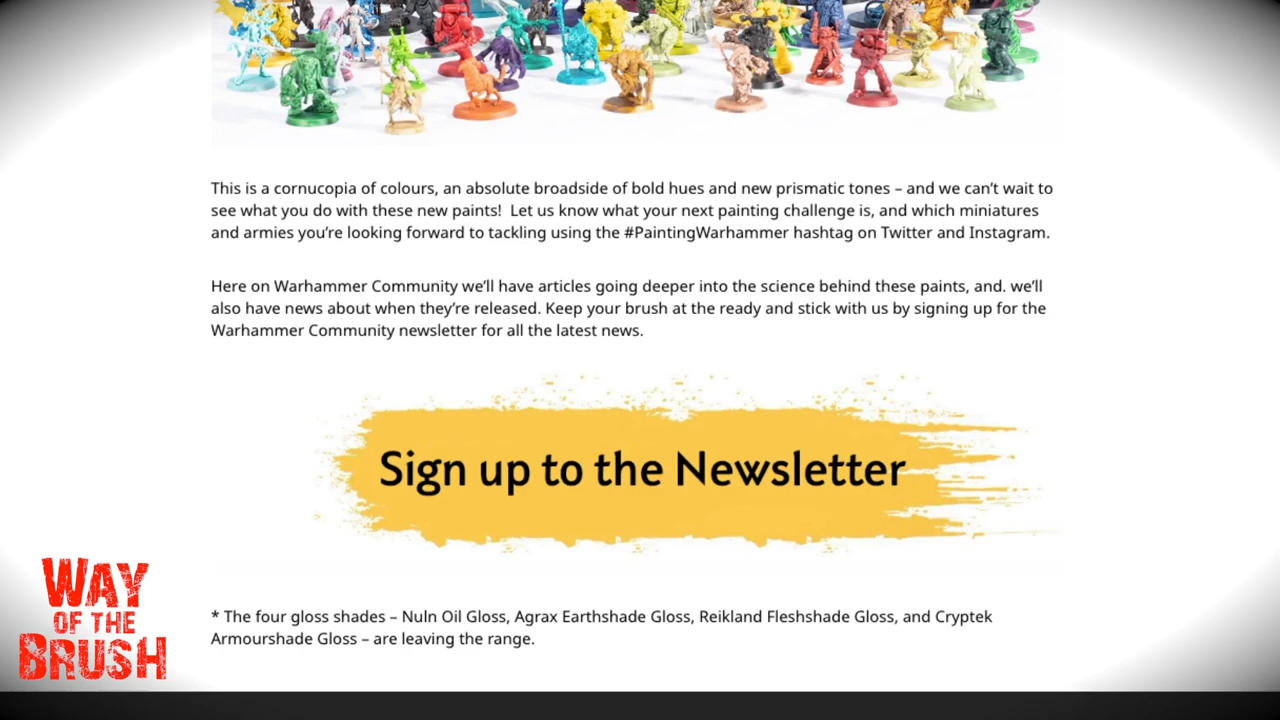 This is a cornucopia of colours, an absolute broadside of bold hues and new prismatic tones – and we can't wait to
see what you do with these new paints!  Let us know what your next painting challenge is, and which miniatures
and armies you're looking forward to tackling using the #PaintingWarhammer hashtag on Twitter and Instagram.
Here on Warhammer Community we'll have articles going deeper into the science behind these paints, and. we'll
also have news about when they're released. Keep your brush at the ready and stick with us by signing up for the
Warhammer Community newsletter for all the latest news.
Sign up to the Newsletter
* The four gloss shades – Nuln Oil Gloss, Agrax Earthshade Gloss, Reikland Fleshshade Gloss, and Cryptek
Armourshade Gloss – are leaving the range.
WAY
OF THE
BRUSH